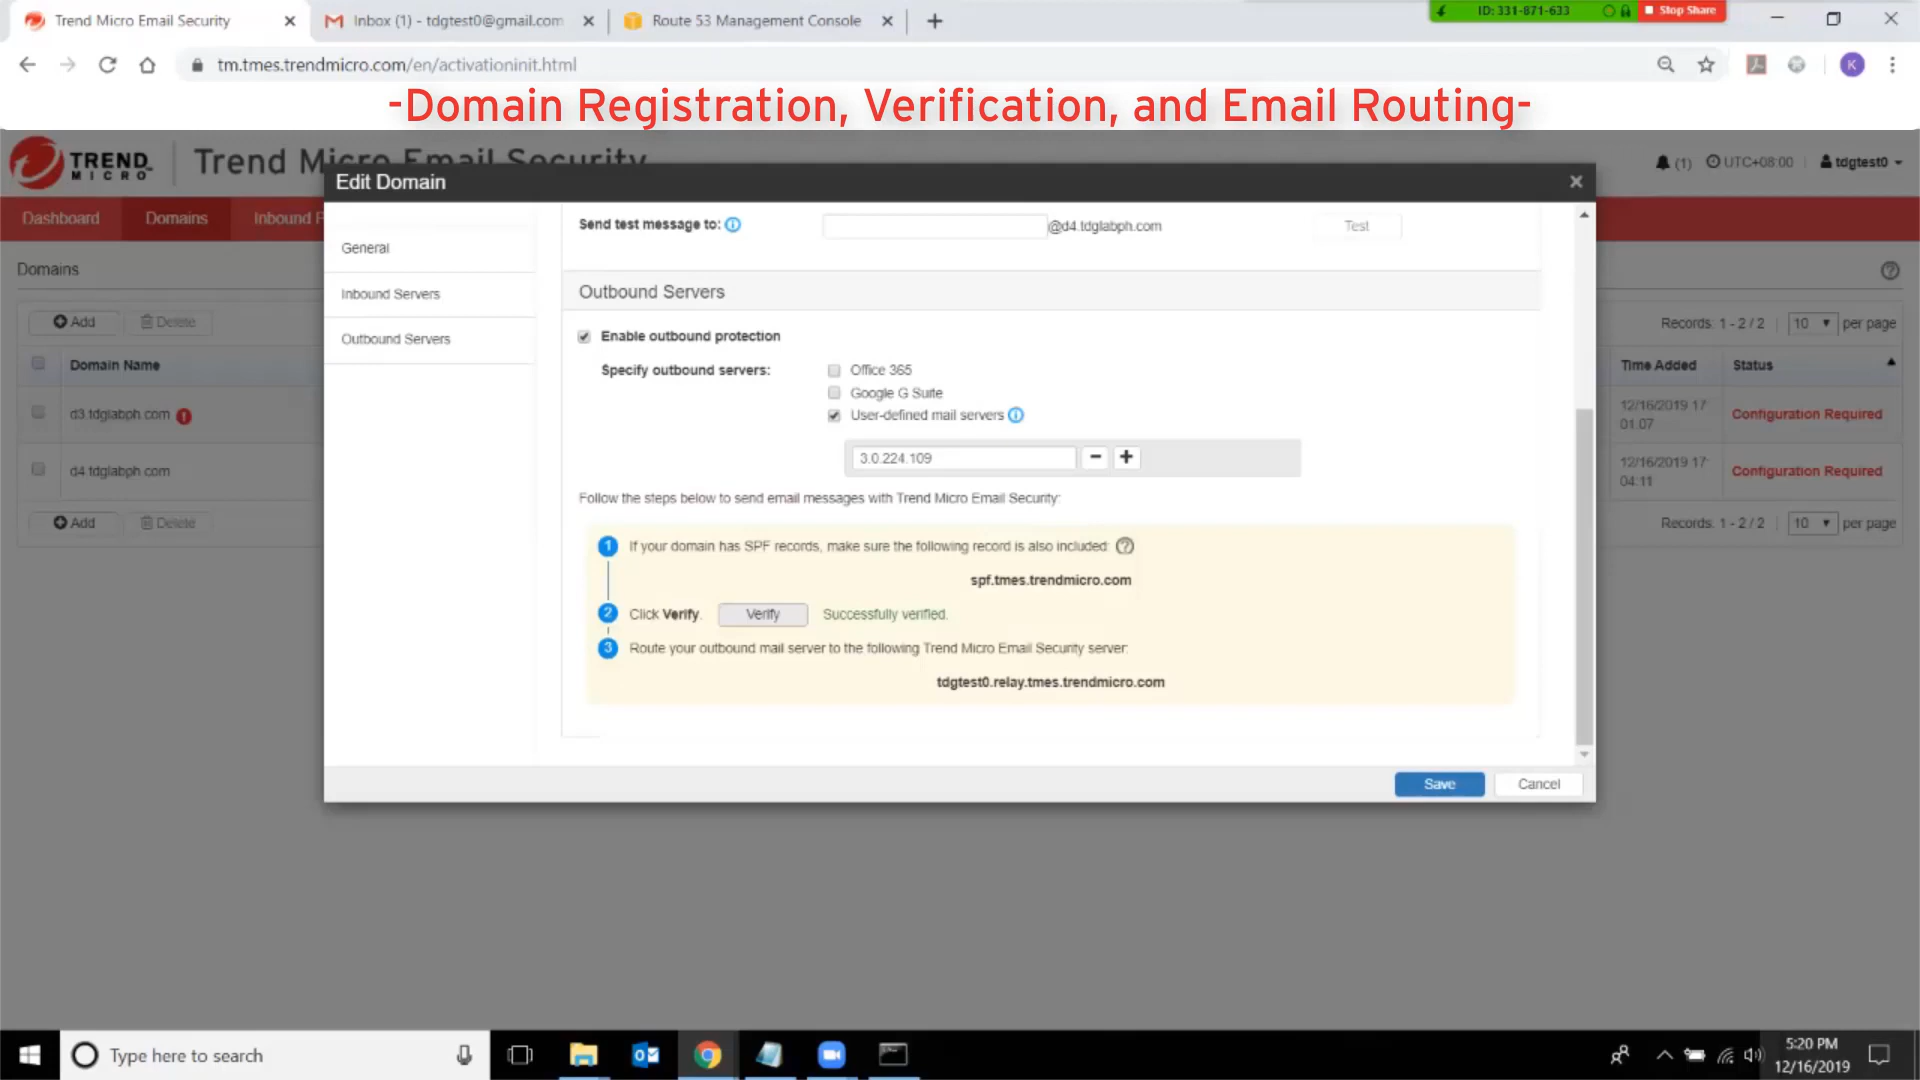 Trend Micro Email Security
Inbox (1) - tdgtest0@gmail.com
Route 53 Management Console
ID: 331-871-633
Stop Share
tm.tmes.trendmicro.com/en/activationinit.html
K
-Domain Registration, Verification, and Email Routing-
TREND MICRO
Trend Micro Email Security
(1)
UTC+08:00
tdgtest0
Dashboard
Domains
Inbound P
Edit Domain
General
Inbound Servers
Outbound Servers
Send test message to:
@d4.tdglabph.com
Test
Outbound Servers
Enable outbound protection
Specify outbound servers:
Office 365
Google G Suite
User-defined mail servers
3.0.224.109
Follow the steps below to send email messages with Trend Micro Email Security:
1 If your domain has SPF records, make sure the following record is also included:
spf.tmes.trendmicro.com
2 Click Verify. Verify Successfully verified.
3 Route your outbound mail server to the following Trend Micro Email Security server:
tdgtest0.relay.tmes.trendmicro.com
Save
Cancel
Domains
Add
Delete
Records: 1 - 2 / 2
10
per page
Domain Name
Time Added
Status
d3.tdglabph.com
12/16/2019 17:
01:07
Configuration Required
d4.tdglabph.com
12/16/2019 17:
04:11
Configuration Required
Add
Delete
Records: 1 - 2 / 2
10
per page
Type here to search
5:20 PM
12/16/2019